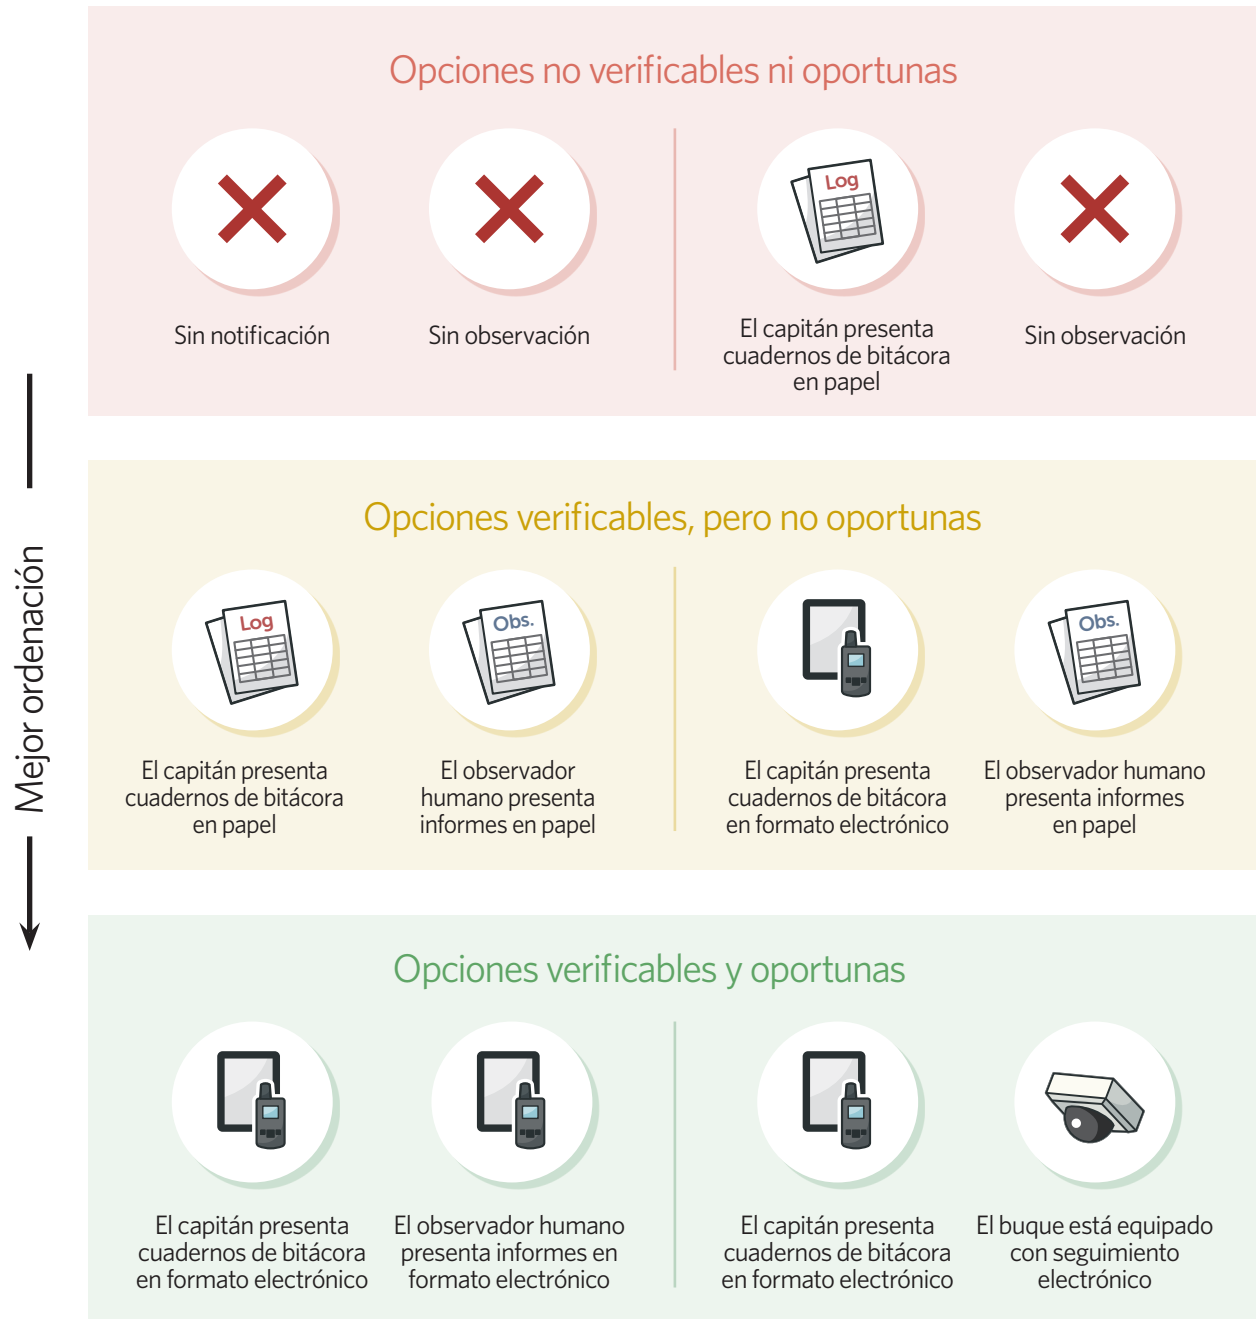 Opciones no verificables ni oportunas
Log
Sin notificación
Sin observación
El capitán presenta
cuadernos de bitácora
en papel
Sin observación
Mejor ordenación
Opciones verificables, pero no oportunas
Log
Obs.
Obs.
El capitán presenta
cuadernos de bitácora
en papel
El observador
humano presenta
informes en papel
El capitán presenta
cuadernos de bitácora
en formato electrónico
El observador humano
presenta informes
en papel
Opciones verificables y oportunas
El capitán presenta
cuadernos de bitácora
en formato electrónico
El observador humano
presenta informes en
formato electrónico
El capitán presenta
cuadernos de bitácora
en formato electrónico
El buque está equipado
con seguimiento
electrónico